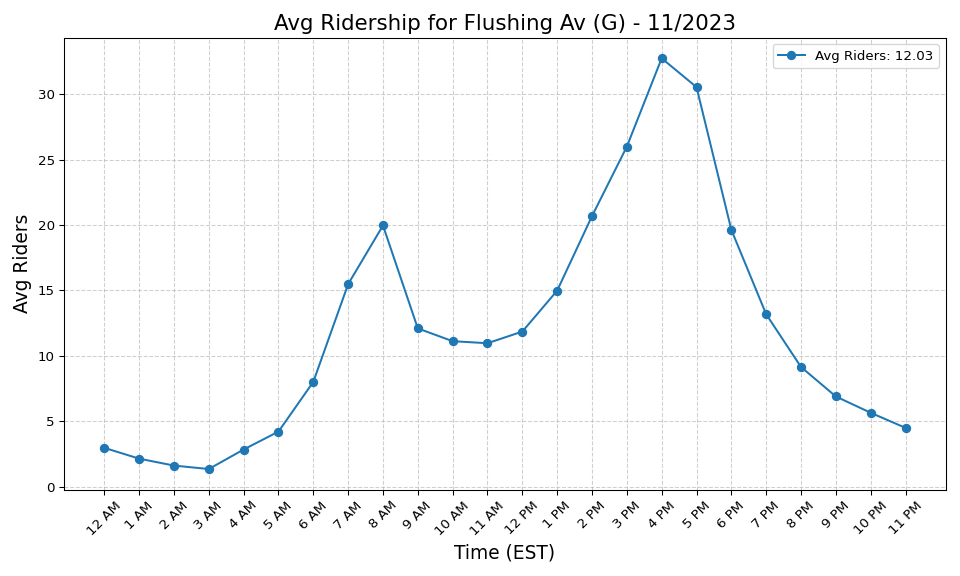 Avg Ridership for Flushing Av (G) - 11/2023
Avg Riders: 12.03
Avg Riders
30
25
20
15
10
5
0
12 AM
1 AM
2 AM
3 AM
4 AM
5 AM
6 AM
7 AM
8 AM
9 AM
10 AM
11 AM
12 PM
1 PM
2 PM
3 PM
4 PM
5 PM
6 PM
7 PM
8 PM
9 PM
10 PM
11 PM
Time (EST)